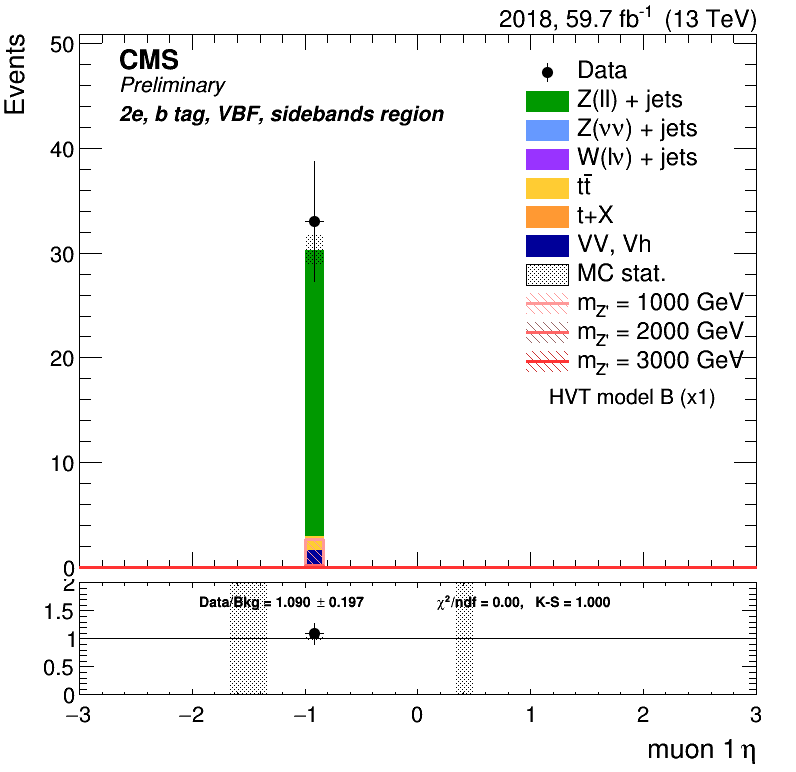 2018, 59.7 fb⁻¹ (13 TeV)
Events
50
40
30
20
10
0
CMS
Preliminary
2e, b tag, VBF, sidebands region
Data
Z(ll) + jets
Z(νν) + jets
W(lν) + jets
tt̄
t+X
VV, Vh
MC stat.
m_Z' = 1000 GeV
m_Z' = 2000 GeV
m_Z' = 3000 GeV
HVT model B (x1)
2
1.5
1
0.5
0
Data/Bkg = 1.090 ± 0.197
χ²/ndf = 0.00, K-S = 1.000
−3 −2 −1 0 1 2 3
muon 1 η